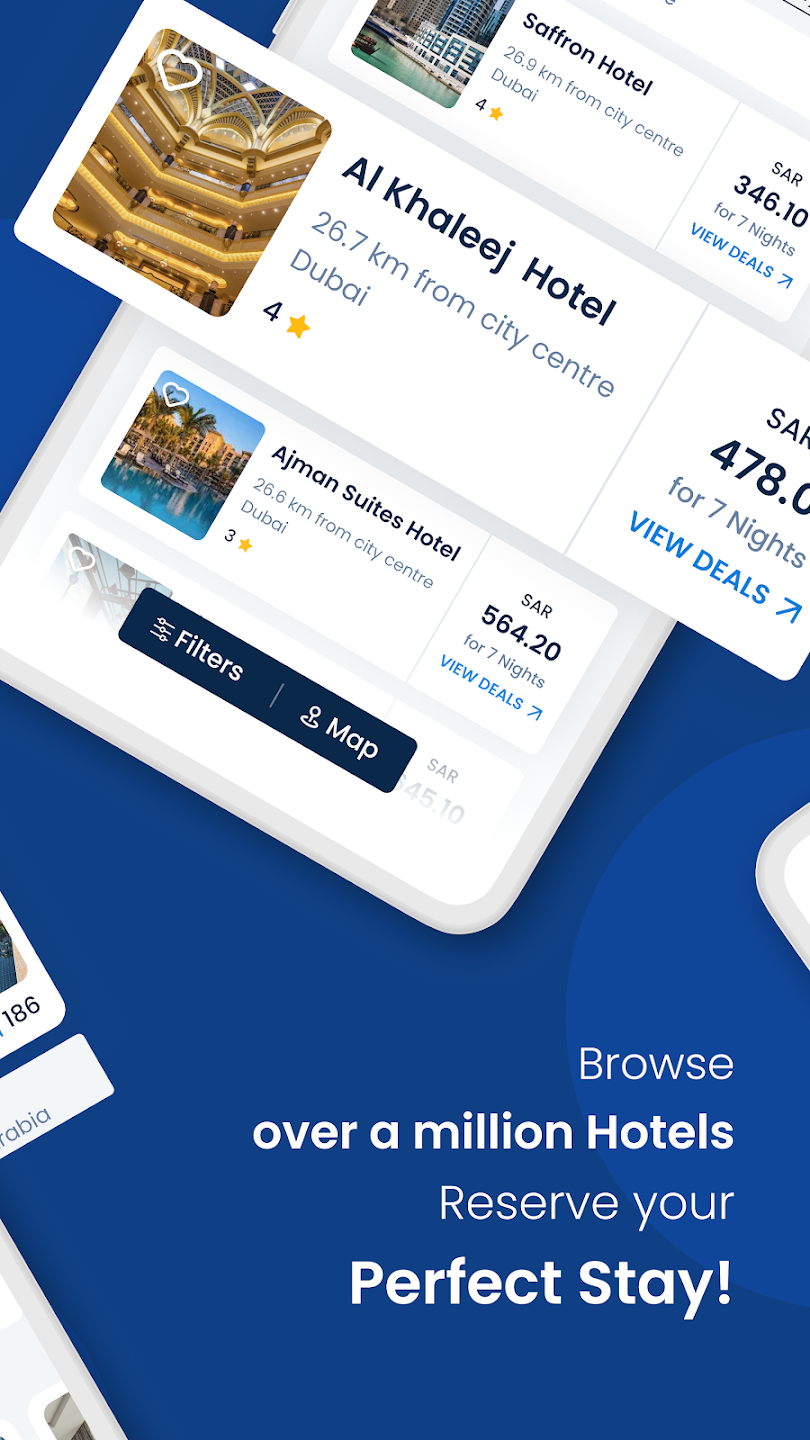 Saffron Hotel
26.9 km from city centre
Dubai
4
SAR
346.10
for 7 Nights
VIEW DEALS
Al Khaleej Hotel
26.7 km from city centre
Dubai
4
SAR
478.0
for 7 Nights
VIEW DEALS
Ajman Suites Hotel
26.6 km from city centre
Dubai
3
SAR
564.20
for 7 Nights
VIEW DEALS
Filters
Map
SAR
645.10
186
rabia
Browse
over a million Hotels
Reserve your
Perfect Stay!